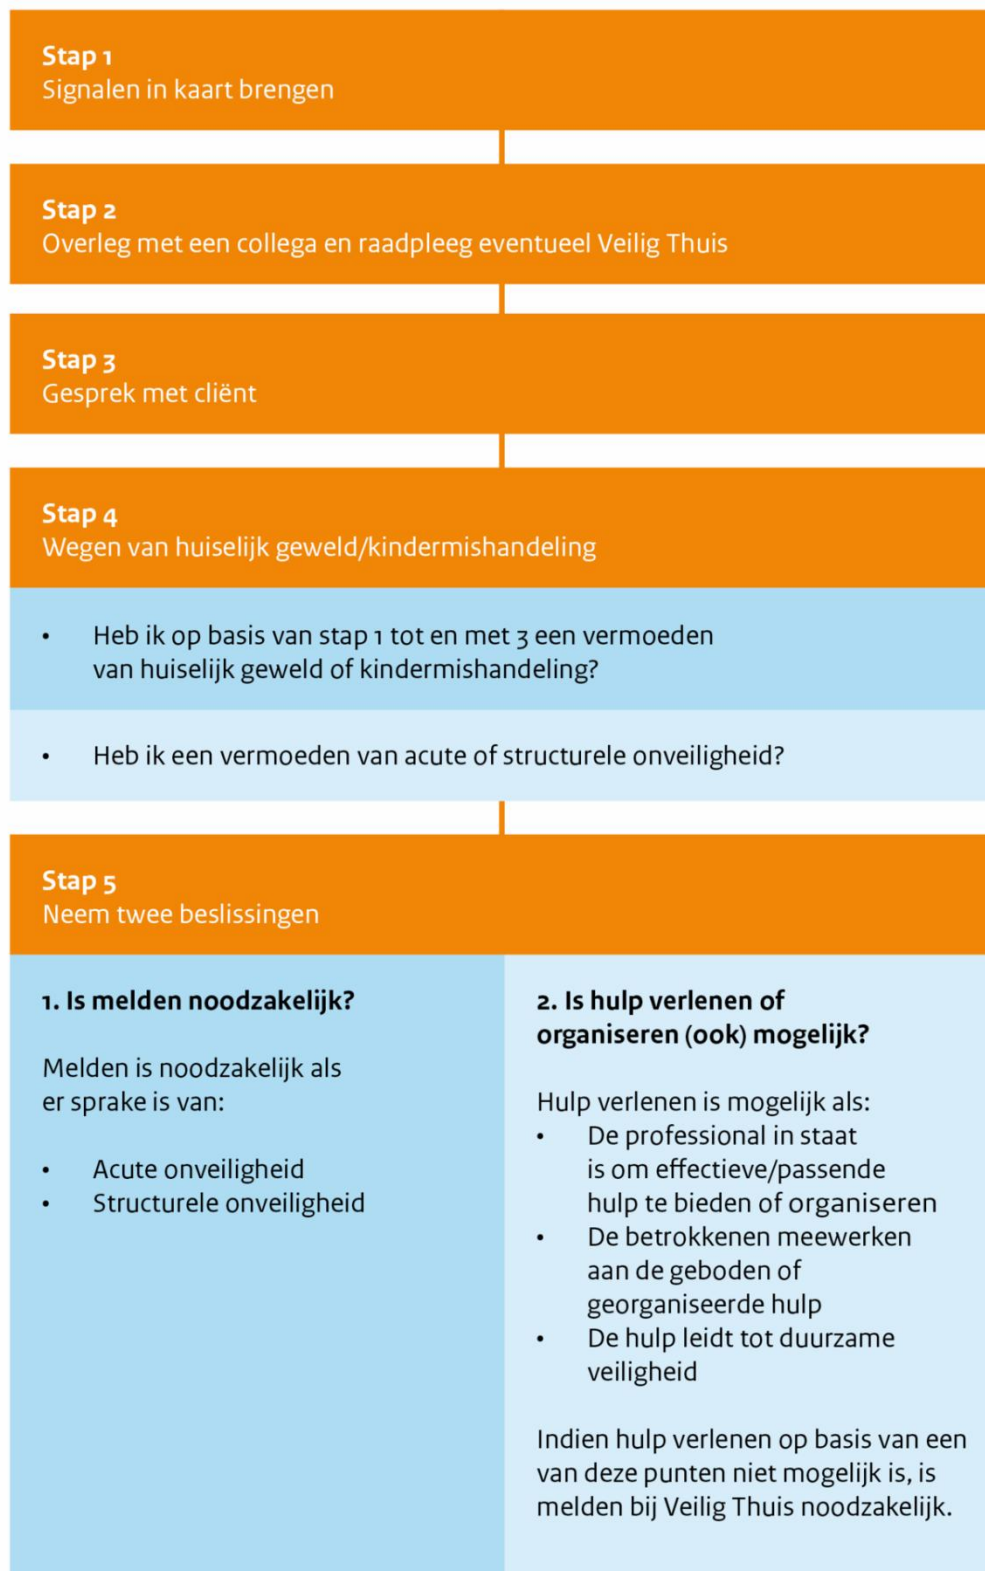 Stap 1
Signalen in kaart brengen
Stap 2
Overleg met een collega en raadpleeg eventueel Veilig Thuis
Stap 3
Gesprek met cliënt
Stap 4
Wegen van huiselijk geweld/kindermishandeling
• Heb ik op basis van stap 1 tot en met 3 een vermoeden
van huiselijk geweld of kindermishandeling?
• Heb ik een vermoeden van acute of structurele onveiligheid?
Stap 5
Neem twee beslissingen
1. Is melden noodzakelijk?
Melden is noodzakelijk als
er sprake is van:
• Acute onveiligheid
• Structurele onveiligheid
2. Is hulp verlenen of
organiseren (ook) mogelijk?
Hulp verlenen is mogelijk als:
• De professional in staat
is om effectieve/passende
hulp te bieden of organiseren
• De betrokkenen meewerken
aan de geboden of
georganiseerde hulp
• De hulp leidt tot duurzame
veiligheid
Indien hulp verlenen op basis van een
van deze punten niet mogelijk is, is
melden bij Veilig Thuis noodzakelijk.